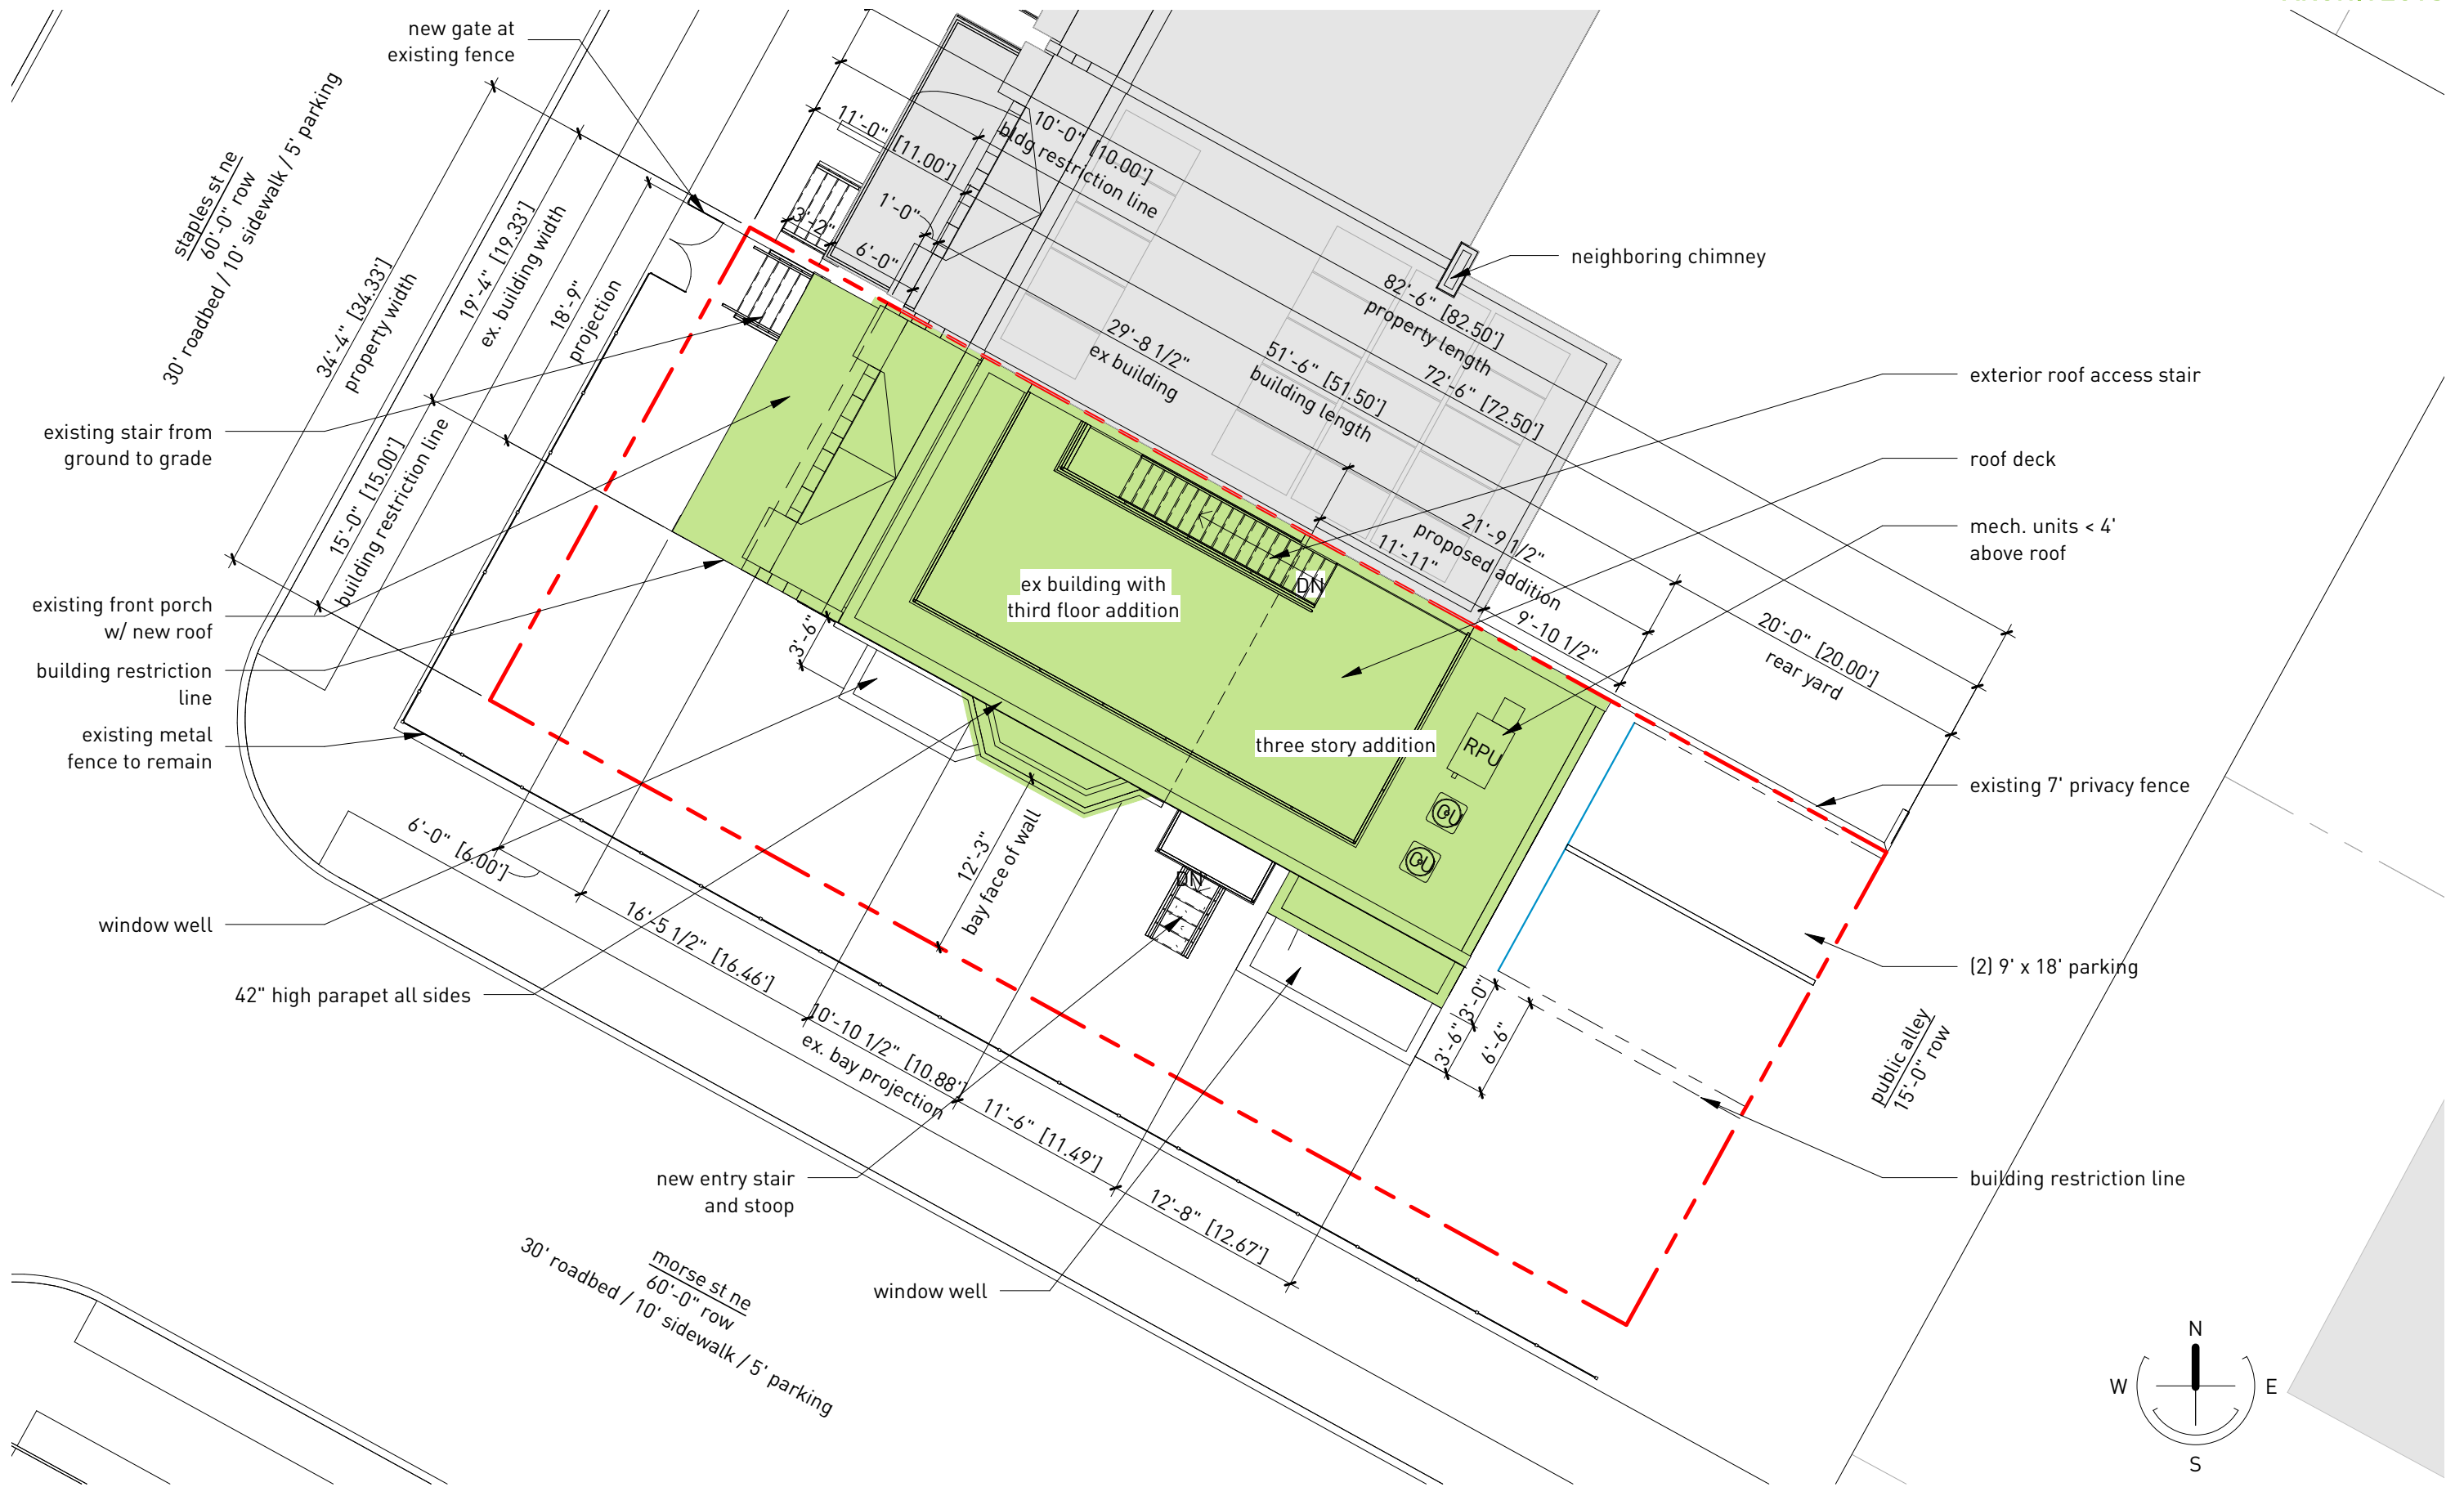 new gate at
existing fence
staples st ne
60'-0" row
30' roadbed / 10' sidewalk / 5' parking
34'-4" [34.33']
property width
19'-4" [19.33']
ex. building width
18'-9"
projection
15'-0" [15.00']
building restriction line
11'-0"
[11.00']
10'-0"
[10.00']
bldg restriction line
1'-0"
3'-2"
6'-0"
neighboring chimney
82'-6" [82.50']
property length
72'-6" [72.50']
51'-6" [51.50']
building length
29'-8 1/2"
ex building
21'-9 1/2"
proposed addition
11'-11"
9'-10 1/2"
20'-0" [20.00']
rear yard
exterior roof access stair
roof deck
mech. units < 4'
above roof
existing 7' privacy fence
(2) 9' x 18' parking
building restriction line
public alley
15'-0" row
existing stair from
ground to grade
existing front porch
w/ new roof
building restriction
line
existing metal
fence to remain
window well
42" high parapet all sides
new entry stair
and stoop
window well
ex building with
third floor addition
three story addition
DN
RPU
CU
CU
DN
3'-6"
12'-3"
bay face of wall
6'-0" [6.00']
16'-5 1/2" [16.46']
10'-10 1/2" [10.88']
ex. bay projection
11'-6" [11.49']
12'-8" [12.67']
3'-0"
3'-6"
6'-6"
morse st ne
60'-0" row
30' roadbed / 10' sidewalk / 5' parking
N
W
E
S